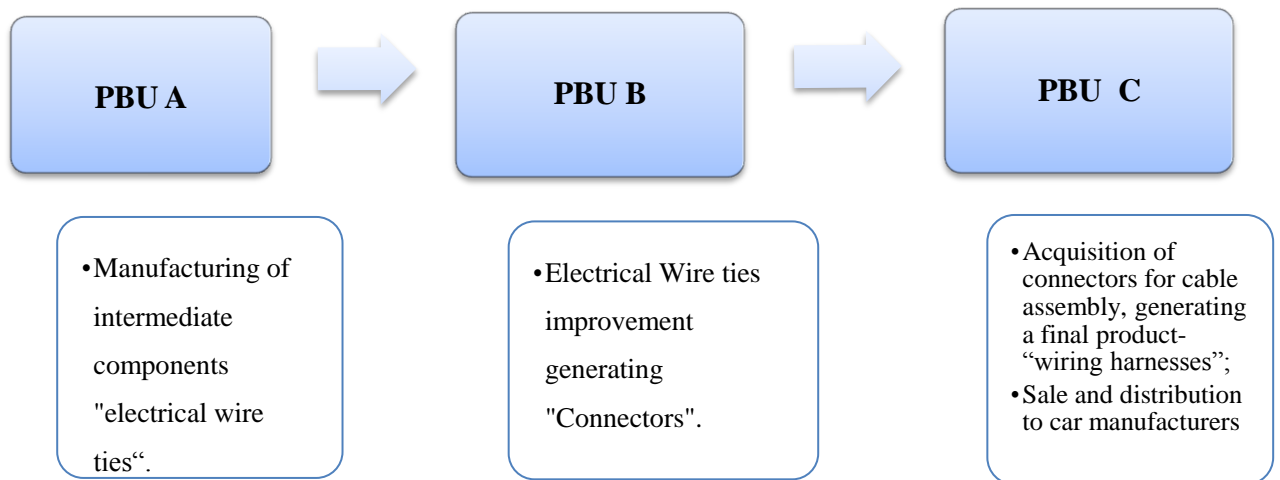 PBU A
PBU B
PBU C
•Manufacturing of
intermediate
components
"electrical wire
ties“.
•Electrical Wire ties
improvement
generating
"Connectors".
•Acquisition of
connectors for cable
assembly, generating
a final product-
“wiring harnesses”;
•Sale and distribution
to car manufacturers